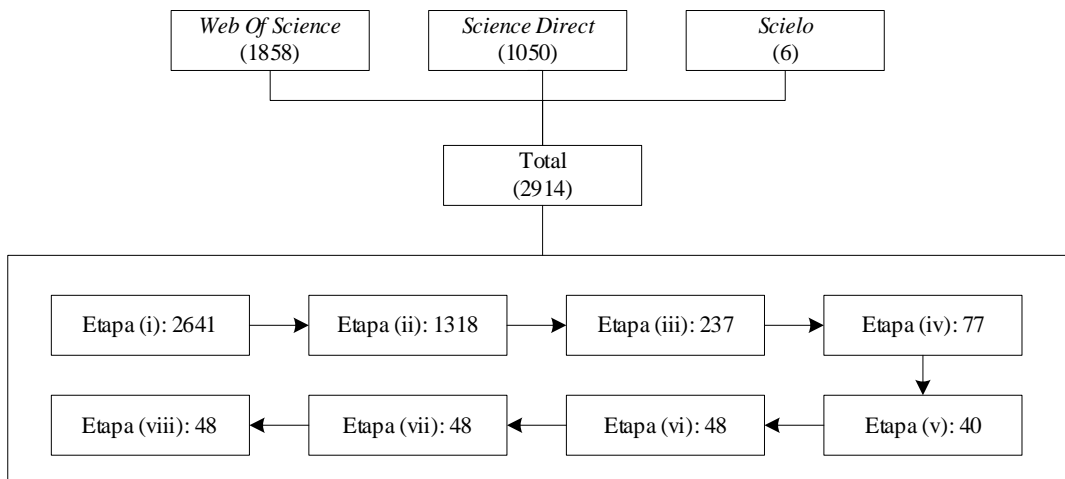 Web Of Science
(1858)
Science Direct
(1050)
Scielo
(6)
Total
(2914)
Etapa (i): 2641
Etapa (ii): 1318
Etapa (iii): 237
Etapa (iv): 77
Etapa (v): 40
Etapa (vi): 48
Etapa (vii): 48
Etapa (viii): 48